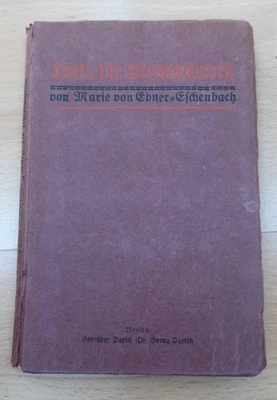 Lotti, die Uhrmacherin
von Marie von Ebner=Eschenbach
Berlin
Gebrüder Paetel (Dr. Georg Paetel)